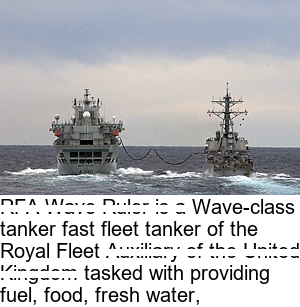 RFA Wave Ruler is a Wave-class
tanker fast fleet tanker of the
Royal Fleet Auxiliary of the United
Kingdom tasked with providing
fuel, food, fresh water,